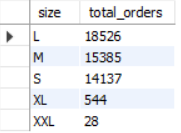 size total_orders
L 18526
M 15385
S 14137
XL 544
XXL 28